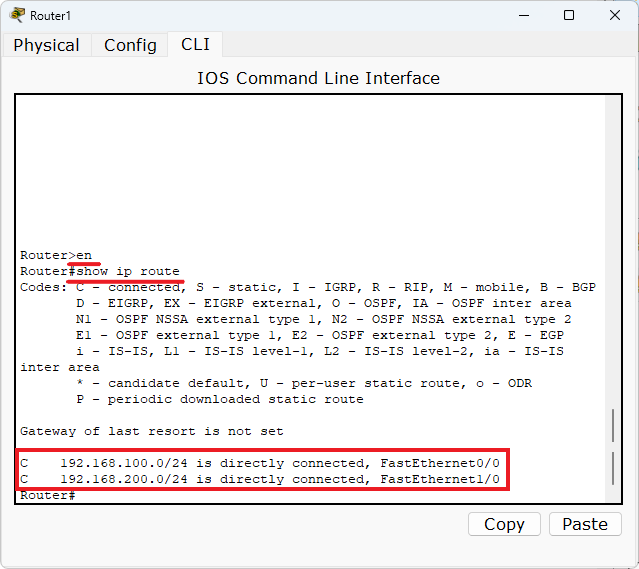 Router1
Physical Config CLI
IOS Command Line Interface
Router>en
Router#show ip route
Codes: C - connected, S - static, I - IGRP, R - RIP, M - mobile, B - BGP
D - EIGRP, EX - EIGRP external, O - OSPF, IA - OSPF inter area
N1 - OSPF NSSA external type 1, N2 - OSPF NSSA external type 2
E1 - OSPF external type 1, E2 - OSPF external type 2, E - EGP
i - IS-IS, L1 - IS-IS level-1, L2 - IS-IS level-2, ia - IS-IS
inter area
* - candidate default, U - per-user static route, o - ODR
P - periodic downloaded static route
Gateway of last resort is not set
C 192.168.100.0/24 is directly connected, FastEthernet0/0
C 192.168.200.0/24 is directly connected, FastEthernet1/0
Router#
Copy Paste